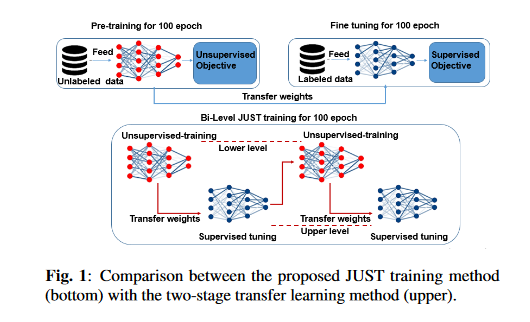 Pre-training for 100 epoch
Fine tuning for 100 epoch
Feed
Unsupervised
Objective
Unlabeled data
Feed
Supervised
Objective
Labeled data
Transfer weights
Bi-Level JUST training for 100 epoch
Unsupervised-training
Lower level
Unsupervised-training
Transfer weights
Supervised tuning
Transfer weights
Upper level
Supervised tuning
Fig. 1: Comparison between the proposed JUST training method
(bottom) with the two-stage transfer learning method (upper).